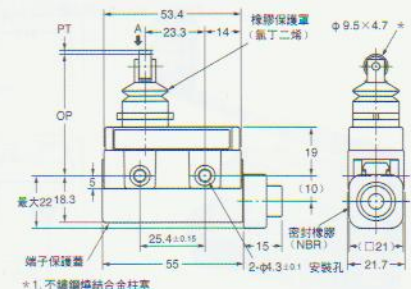 53.4
PT
A
23.3
14
橡膠保護罩
(氯丁二烯)
φ9.5×4.7 *
OP
19
5
(10)
最大22
18.3
25.4±0.15
15
密封橡膠
(NBR)
(□21)
端子保護蓋
55
2-φ4.3±0.1 安裝孔
21.7
*1. 不鏽鋼燒結合金柱塞